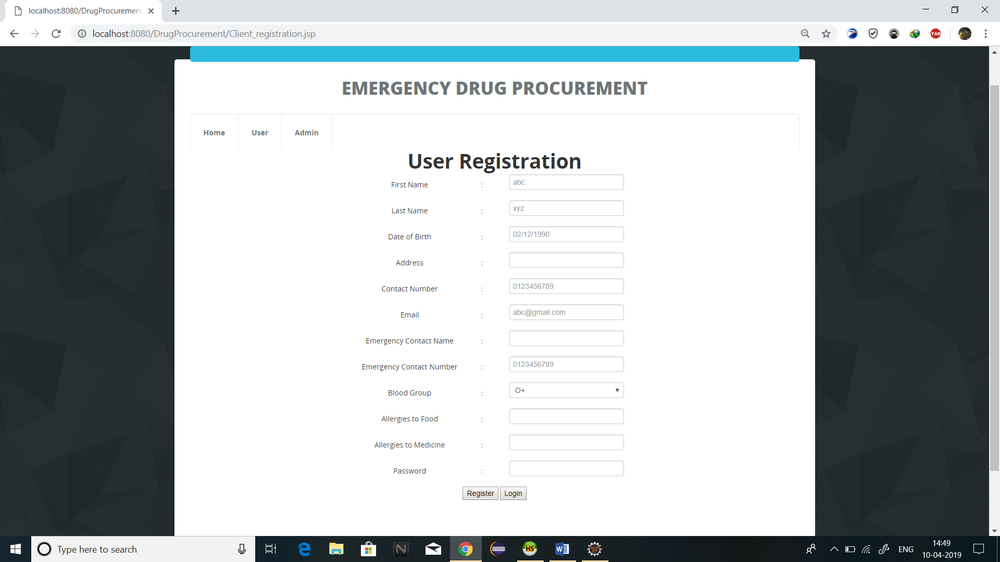 localhost:8080/DrugProcurement
localhost:8080/DrugProcurement/Client_registration.jsp
YAB
EMERGENCY DRUG PROCUREMENT
Home User Admin
User Registration
First Name : abc
Last Name : xyz
Date of Birth : 02/12/1990
Address :
Contact Number : 0123456789
Email : abc@gmail.com
Emergency Contact Name :
Emergency Contact Number : 0123456789
Blood Group : O+
Allergies to Food :
Allergies to Medicine :
Password :
Register Login
Type here to search
HS
ENG
14:49
10-04-2019